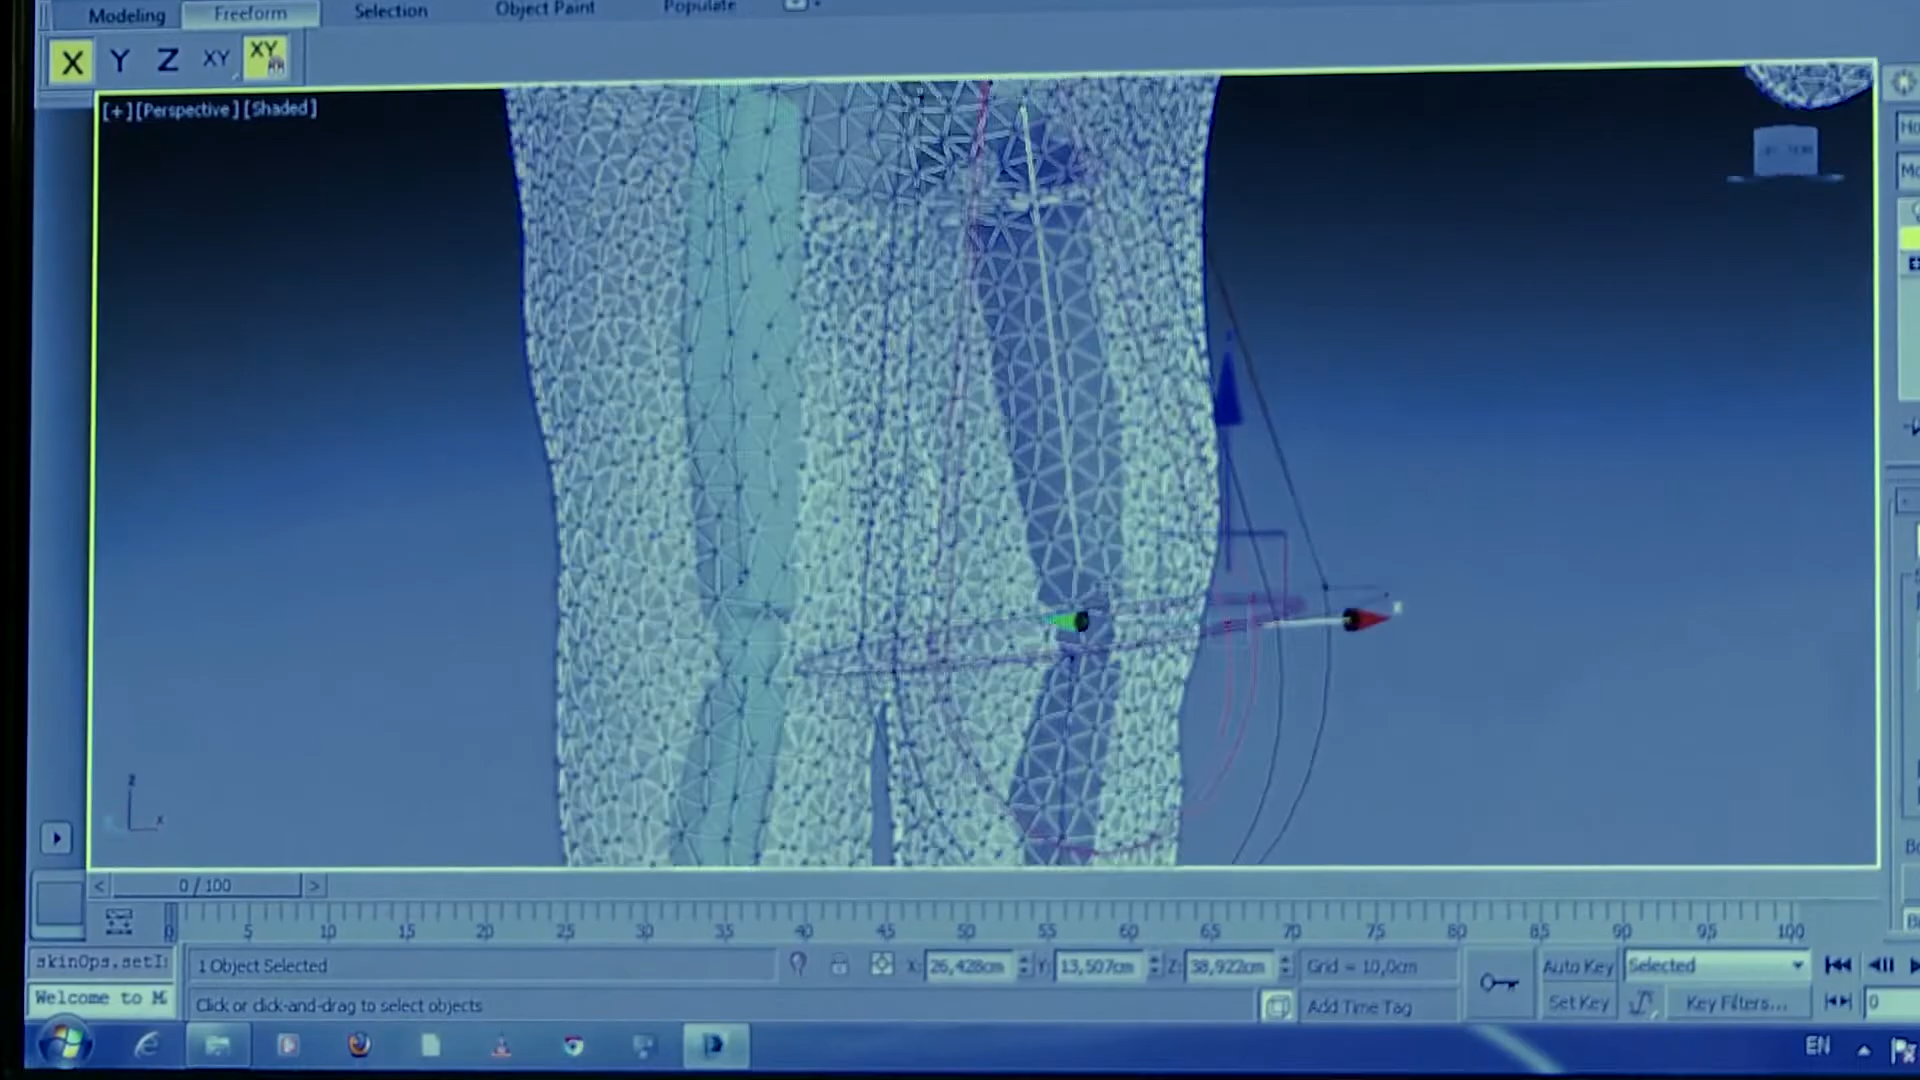 Modeling Freeform Selection Object Paint Populate
X Y Z XY XY
[+] [Perspective] [Shaded]
z
x
< 0 / 100 >
0 5 10 15 20 25 30 35 40 45 50 55 60 65 70 75 80 85 90 95 100
skinOps.setI 1 Object Selected X: 26,428cm Y: 13,507cm Z: 38,922cm Grid = 10,0cm Auto Key Selected
Welcome to M Click or click-and-drag to select objects Add Time Tag Set Key Key Filters... 0
EN